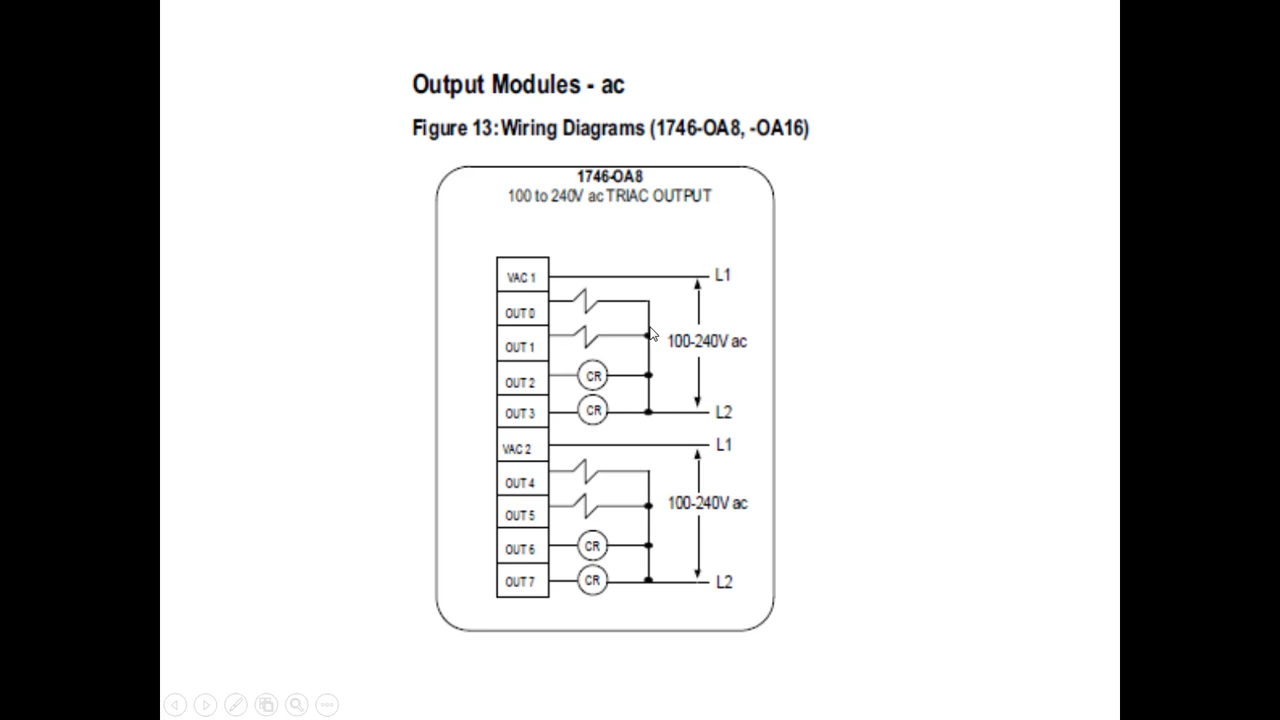 Output Modules - ac
Figure 13: Wiring Diagrams (1746-OA8, -OA16)
1746-OA8
100 to 240V ac TRIAC OUTPUT
VAC 1
L1
OUT 0
OUT 1
100-240V ac
OUT 2
CR
OUT 3
CR
L2
VAC 2
L1
OUT 4
OUT 5
100-240V ac
OUT 6
CR
OUT 7
CR
L2